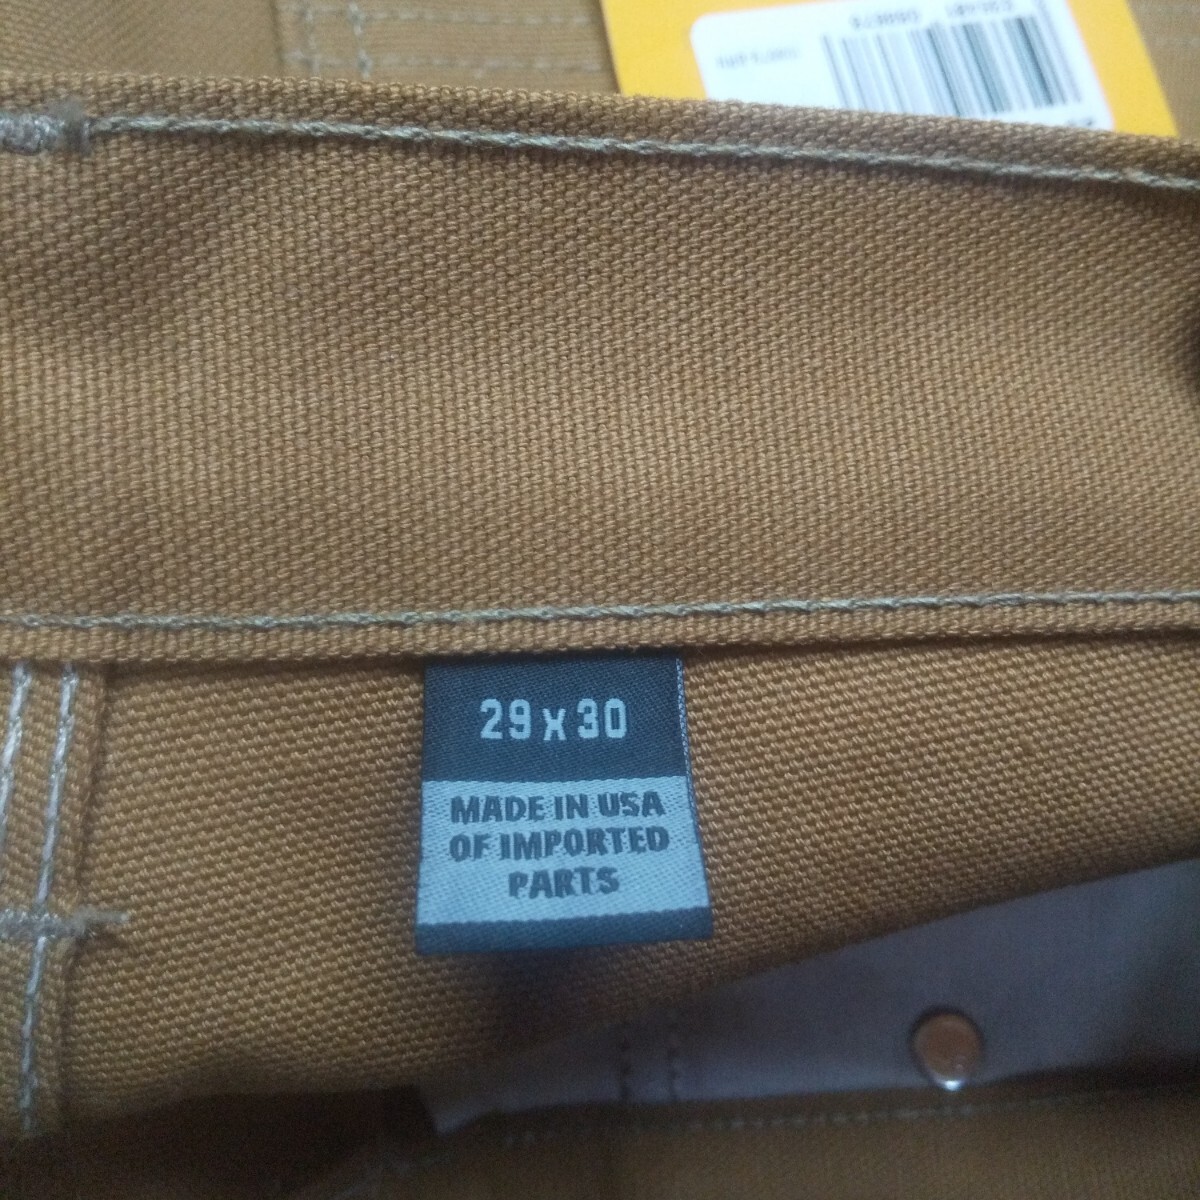 29 x 30
MADE IN USA
OF IMPORTED
PARTS